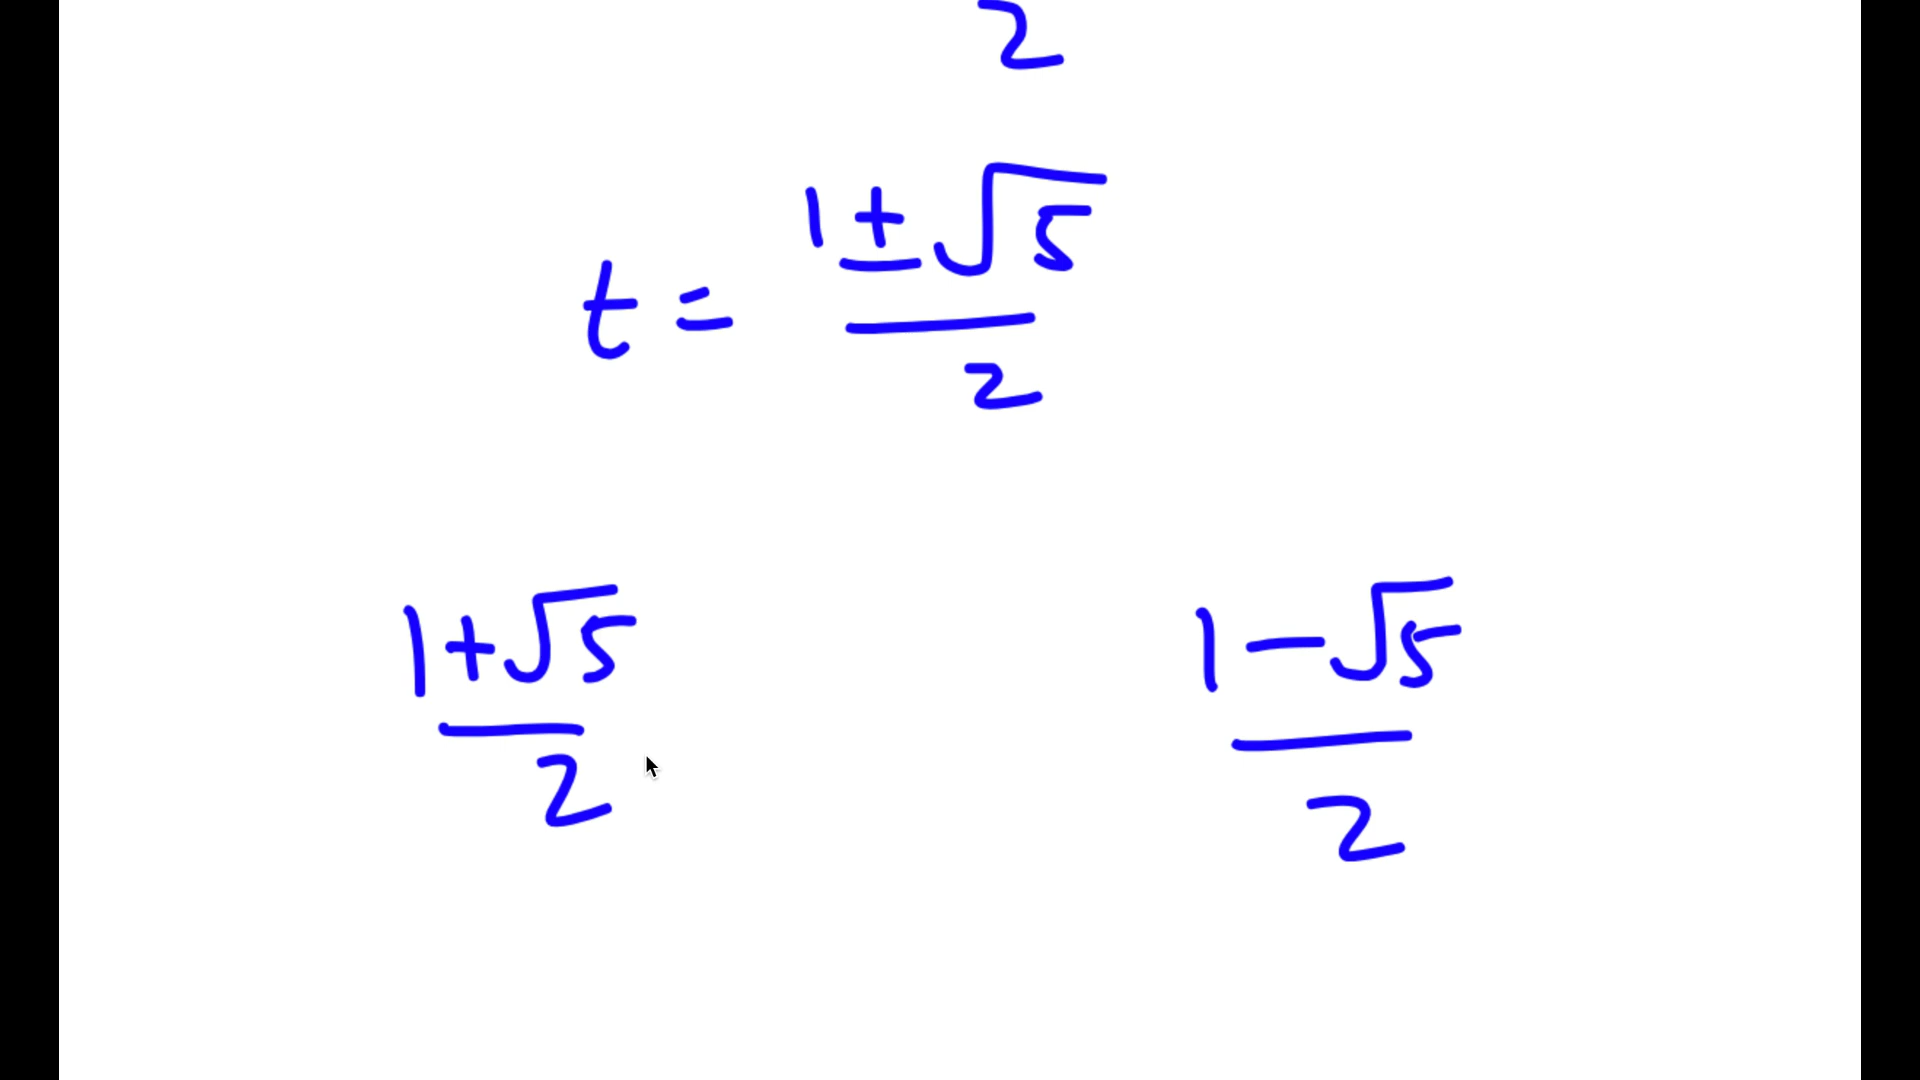 2
t = (1 ± √5) / 2
(1 + √5) / 2    (1 − √5) / 2